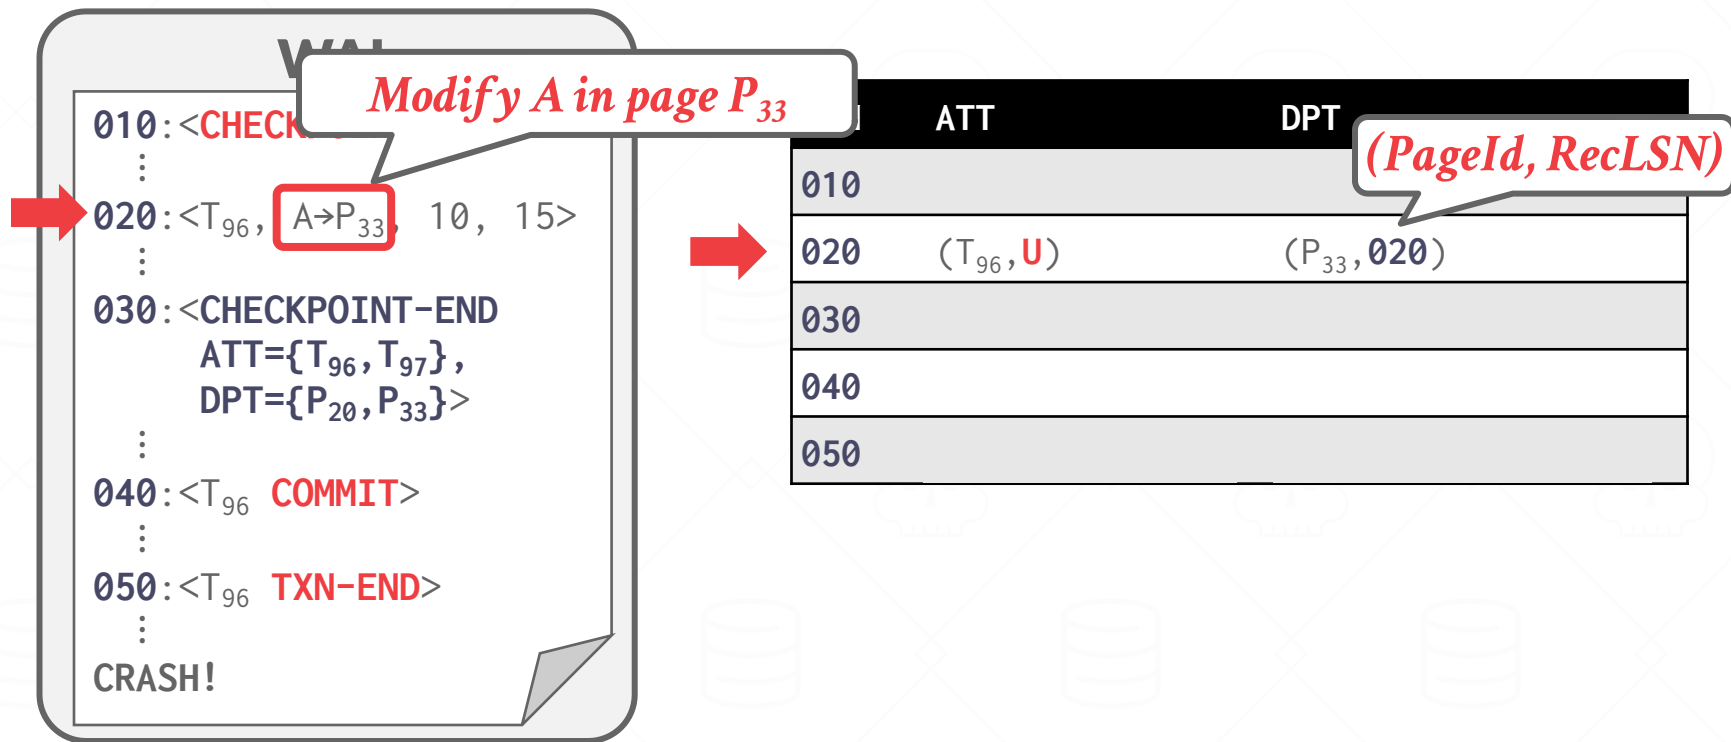 Modify A in page P₃₃
010:<CHECK
⋮
020:<T₉₆, A→P₃₃, 10, 15>
⋮
030:<CHECKPOINT-END
ATT={T₉₆,T₉₇},
DPT={P₂₀,P₃₃}>
⋮
040:<T₉₆ COMMIT>
⋮
050:<T₉₆ TXN-END>
⋮
CRASH!
ATT DPT
(PageId, RecLSN)
010
020 (T₉₆,U) (P₃₃,020)
030
040
050